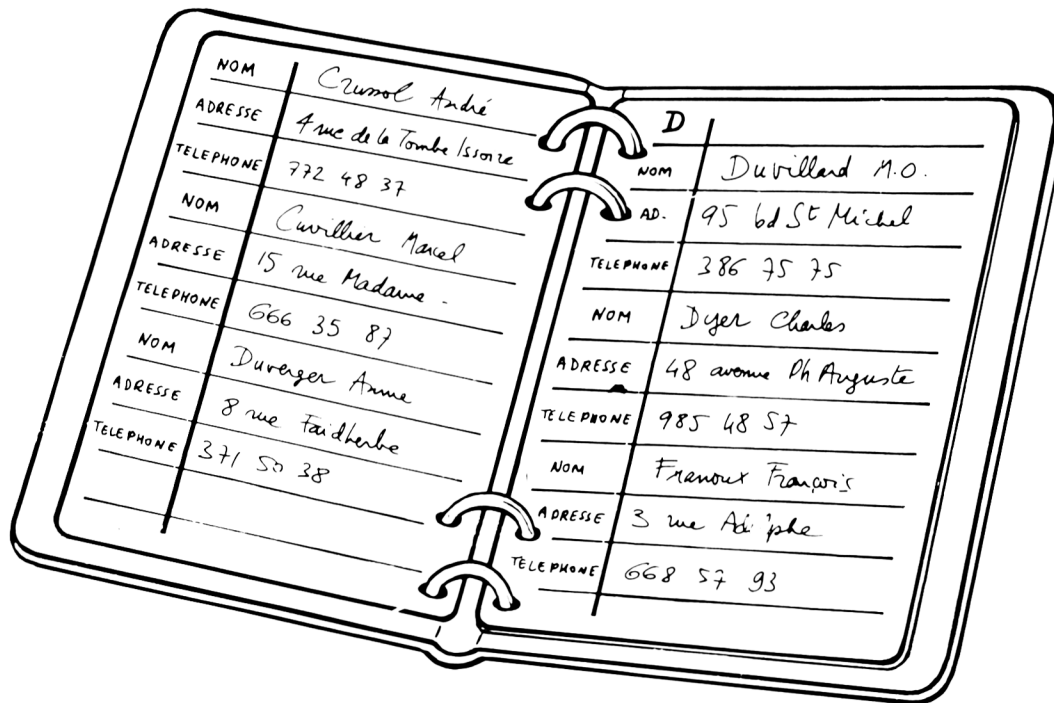 NOM Crussol André
ADRESSE 4 rue de la Tombe Issoire
TELEPHONE 772 48 37
NOM Cuvillier Marcel
ADRESSE 15 rue Madame.
TELEPHONE 666 35 87
NOM Duverger Anne
ADRESSE 8 rue Faidherbe
TELEPHONE 371 50 38
D
NOM Duvillard M.O.
AD. 95 bd St Michel
TELEPHONE 386 75 75
NOM Dyer Charles
ADRESSE 48 avenue Ph Auguste
TELEPHONE 985 48 57
NOM François
ADRESSE 3 rue
TELEPHONE 668 57 93